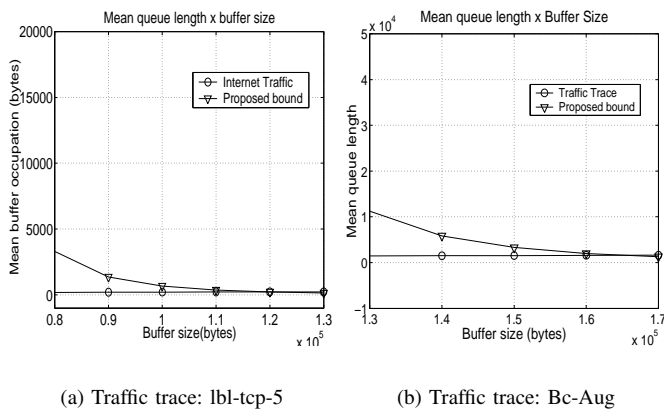 Mean queue length x buffer size
20000
15000
10000
5000
0
Mean buffer occupation (bytes)
Internet Traffic
Proposed bound
0.8 0.9 1 1.1 1.2 1.3
Buffer size(bytes)
x 10^5
(a) Traffic trace: lbl-tcp-5
Mean queue length x Buffer Size
x 10^4
5
4
3
2
1
0
−1
Mean queue length
Traffic Trace
Proposed bound
1.3 1.4 1.5 1.6 1.7
Buffer size (bytes)
x 10^5
(b) Traffic trace: Bc-Aug